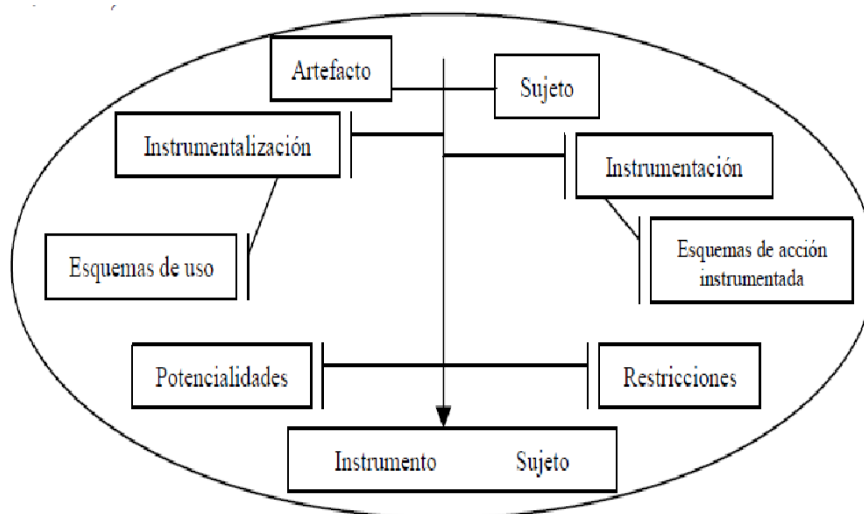 Artefacto
Sujeto
Instrumentalización
Instrumentación
Esquemas de uso
Esquemas de acción
instrumentada
Potencialidades
Restricciones
Instrumento Sujeto